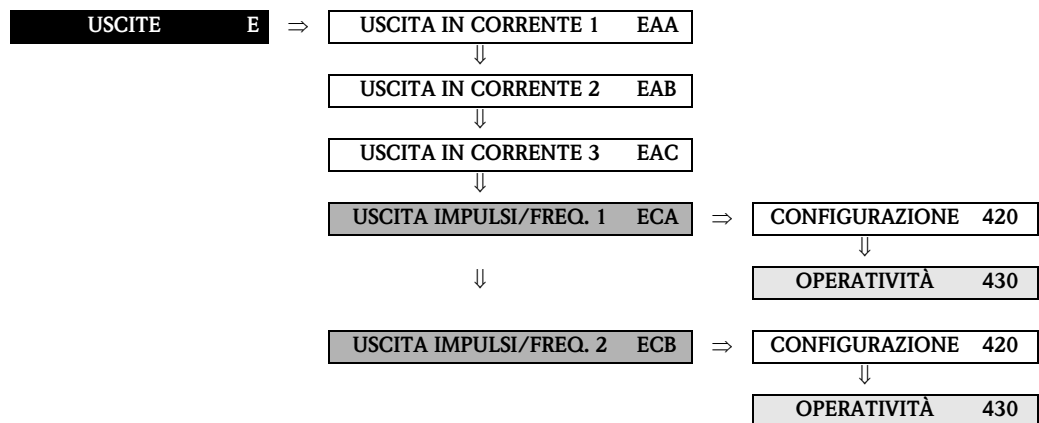 USCITE E ⇒ USCITA IN CORRENTE 1 EAA
⇓
USCITA IN CORRENTE 2 EAB
⇓
USCITA IN CORRENTE 3 EAC
⇓
USCITA IMPULSI/FREQ. 1 ECA ⇒ CONFIGURAZIONE 420
⇓
⇓ OPERATIVITÀ 430
USCITA IMPULSI/FREQ. 2 ECB ⇒ CONFIGURAZIONE 420
⇓
OPERATIVITÀ 430